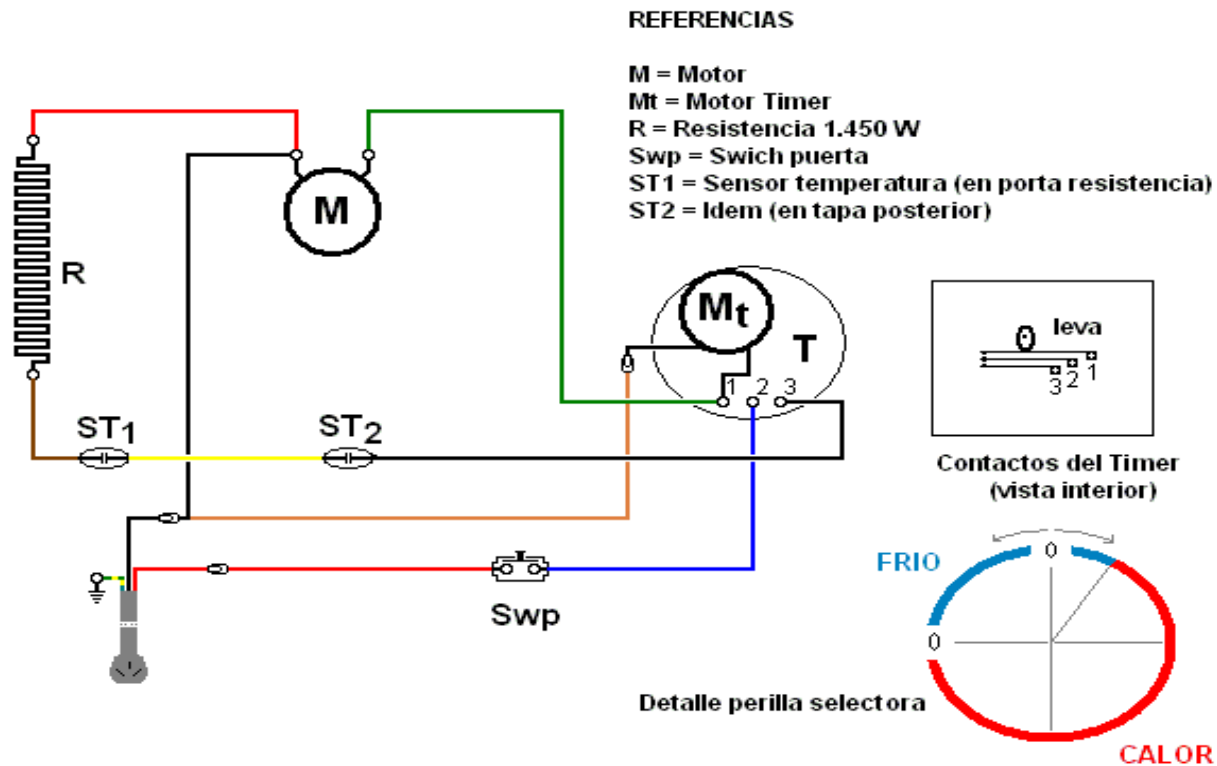 REFERENCIAS
M = Motor
Mt = Motor Timer
R = Resistencia 1.450 W
Swp = Swich puerta
ST1 = Sensor temperatura (en porta resistencia)
ST2 = Idem (en tapa posterior)
M
R
Mt
T
1 2 3
ST1
ST2
0 leva
3 2 1
Contactos del Timer
(vista interior)
Swp
FRIO
0
0
Detalle perilla selectora
CALOR